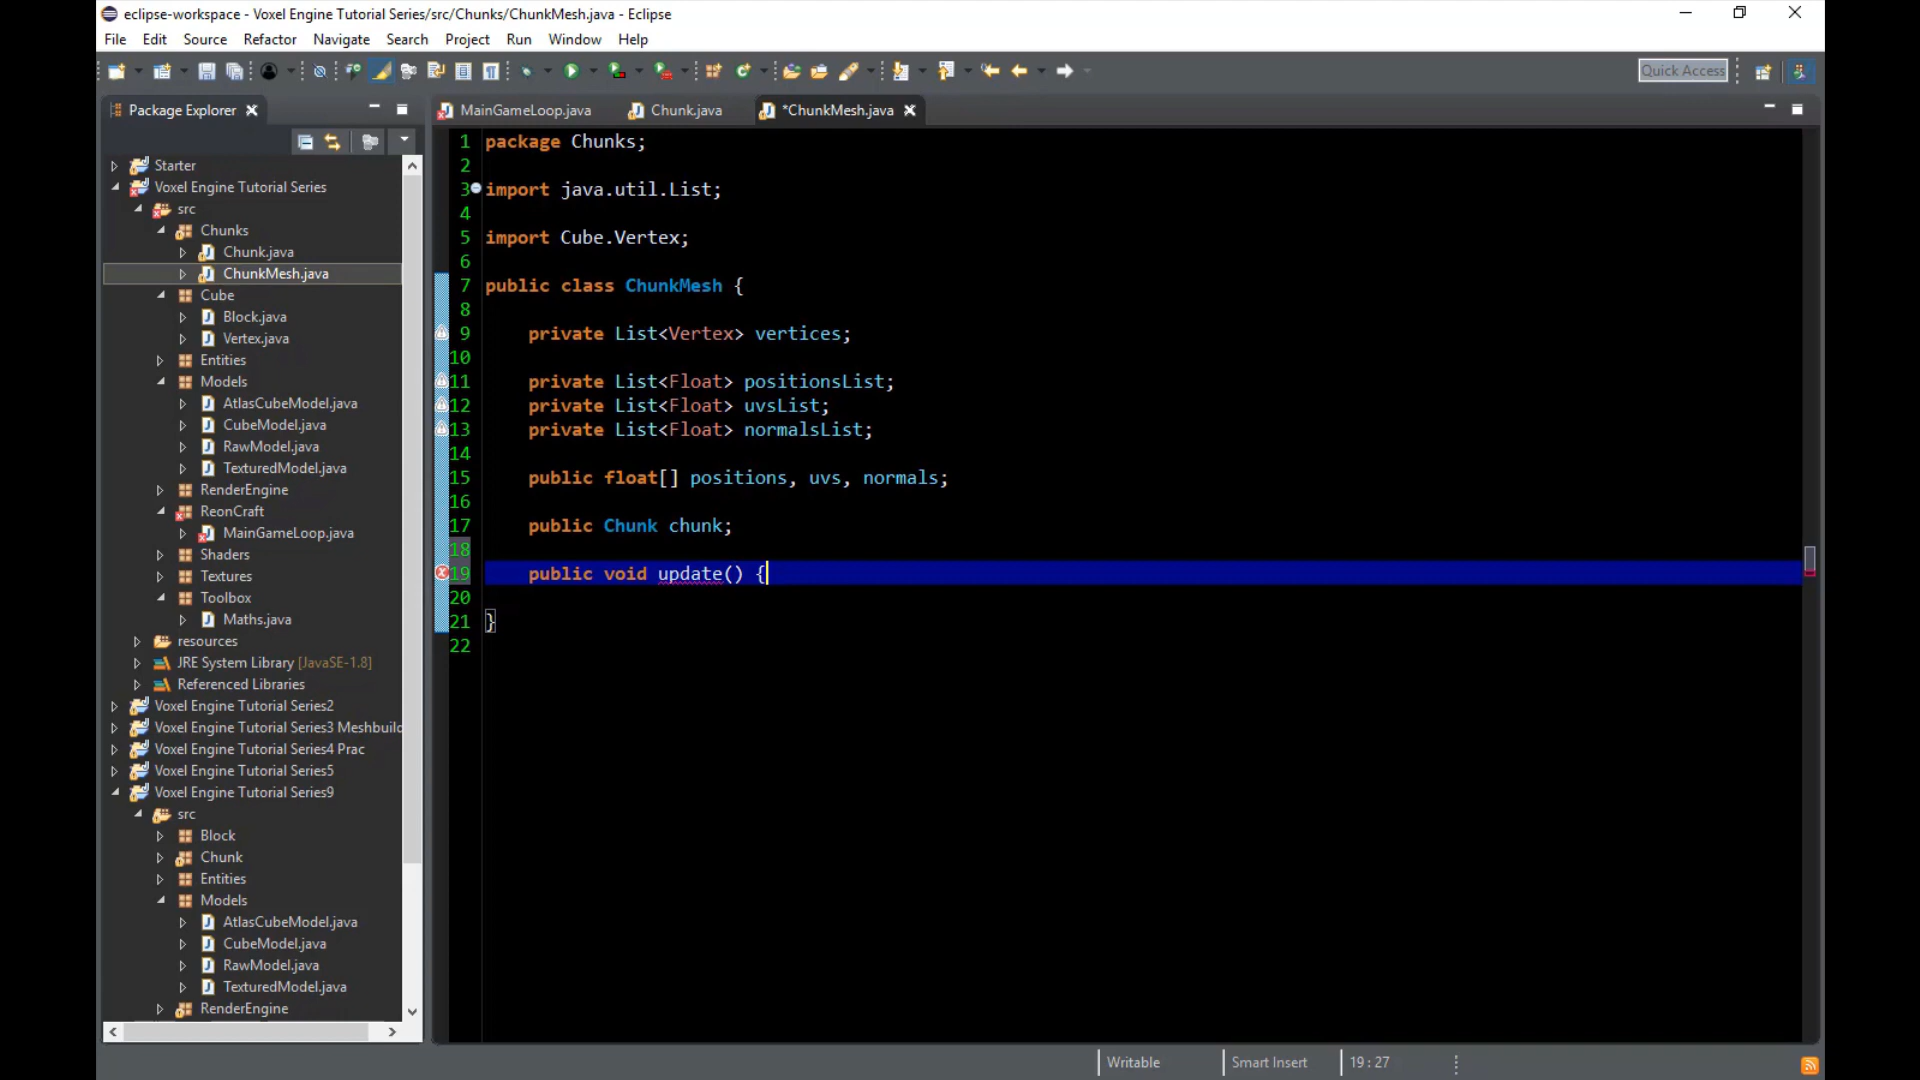 eclipse-workspace - Voxel Engine Tutorial Series/src/Chunks/ChunkMesh.java - Eclipse
File Edit Source Refactor Navigate Search Project Run Window Help
Quick Access
Package Explorer
MainGameLoop.java Chunk.java *ChunkMesh.java
Starter
Voxel Engine Tutorial Series
src
Chunks
Chunk.java
ChunkMesh.java
Cube
Block.java
Vertex.java
Entities
Models
AtlasCubeModel.java
CubeModel.java
RawModel.java
TexturedModel.java
RenderEngine
ReonCraft
MainGameLoop.java
Shaders
Textures
Toolbox
Maths.java
resources
JRE System Library [JavaSE-1.8]
Referenced Libraries
Voxel Engine Tutorial Series2
Voxel Engine Tutorial Series3 Meshbuild
Voxel Engine Tutorial Series4 Prac
Voxel Engine Tutorial Series5
Voxel Engine Tutorial Series9
src
Block
Chunk
Entities
Models
AtlasCubeModel.java
CubeModel.java
RawModel.java
TexturedModel.java
RenderEngine
1 package Chunks;
2
3 import java.util.List;
4
5 import Cube.Vertex;
6
7 public class ChunkMesh {
8
9 private List<Vertex> vertices;
10
11 private List<Float> positionsList;
12 private List<Float> uvsList;
13 private List<Float> normalsList;
14
15 public float[] positions, uvs, normals;
16
17 public Chunk chunk;
18
19 public void update() {
20
21 }
22
Writable Smart Insert 19 : 27